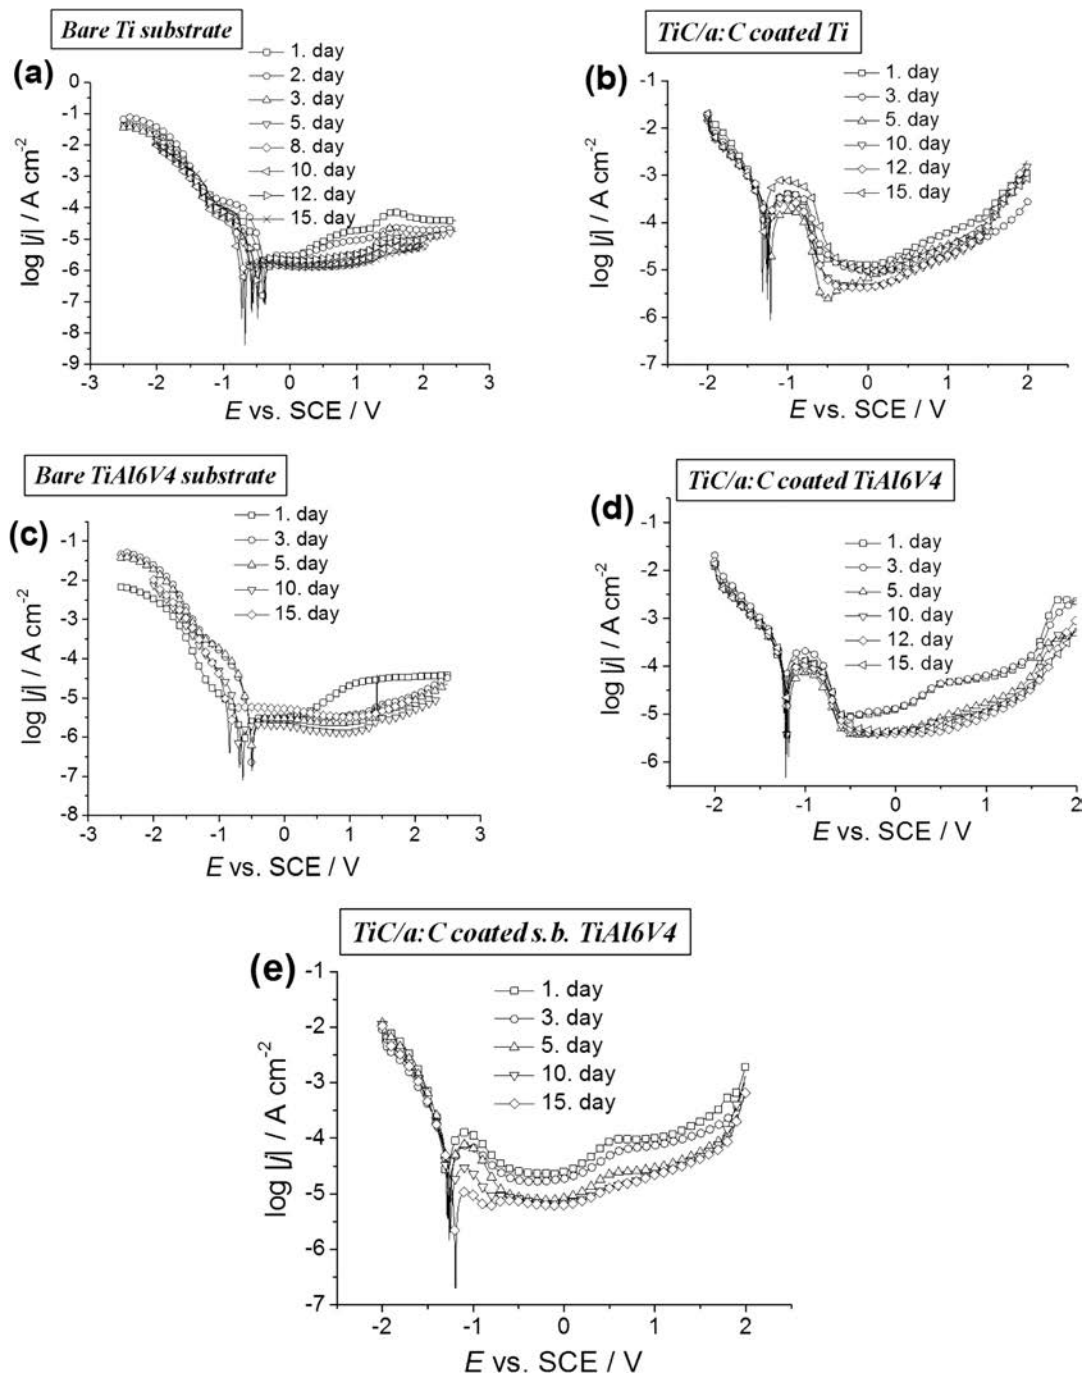 Bare Ti substrate
(a)
1. day
2. day
3. day
5. day
8. day
10. day
12. day
15. day
0
-1
-2
-3
-4
-5
-6
-7
-8
-9
log |j| / A cm-2
-3 -2 -1 0 1 2 3
E vs. SCE / V
TiC/a:C coated Ti
(b)
1. day
3. day
5. day
10. day
12. day
15. day
-1
-2
-3
-4
-5
-6
-7
log |j| / A cm-2
-2 -1 0 1 2
E vs. SCE / V
Bare TiAl6V4 substrate
(c)
1. day
3. day
5. day
10. day
15. day
0
-1
-2
-3
-4
-5
-6
-7
-8
log |j| / A cm-2
-3 -2 -1 0 1 2 3
E vs. SCE / V
TiC/a:C coated TiAl6V4
(d)
1. day
3. day
5. day
10. day
12. day
15. day
-1
-2
-3
-4
-5
-6
log |j| / A cm-2
-2 -1 0 1 2
E vs. SCE / V
TiC/a:C coated s.b. TiAl6V4
(e)
1. day
3. day
5. day
10. day
15. day
-1
-2
-3
-4
-5
-6
-7
log |j| / A cm-2
-2 -1 0 1 2
E vs. SCE / V